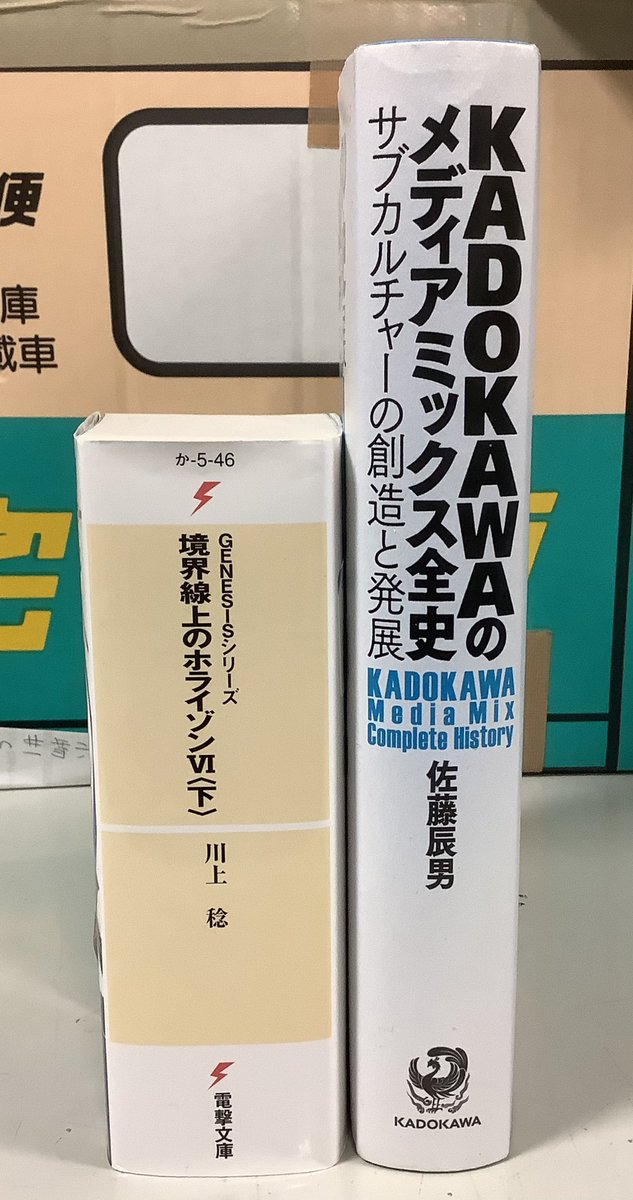 か-5-46
GENESISシリーズ
境界線上のホライゾンⅥ〈下〉
川上 稔
電撃文庫
KADOKAWAの
メディアミックス全史
サブカルチャーの創造と発展
KADOKAWA
Media Mix
Complete History
佐藤辰男
KADOKAWA
便
庫
載車